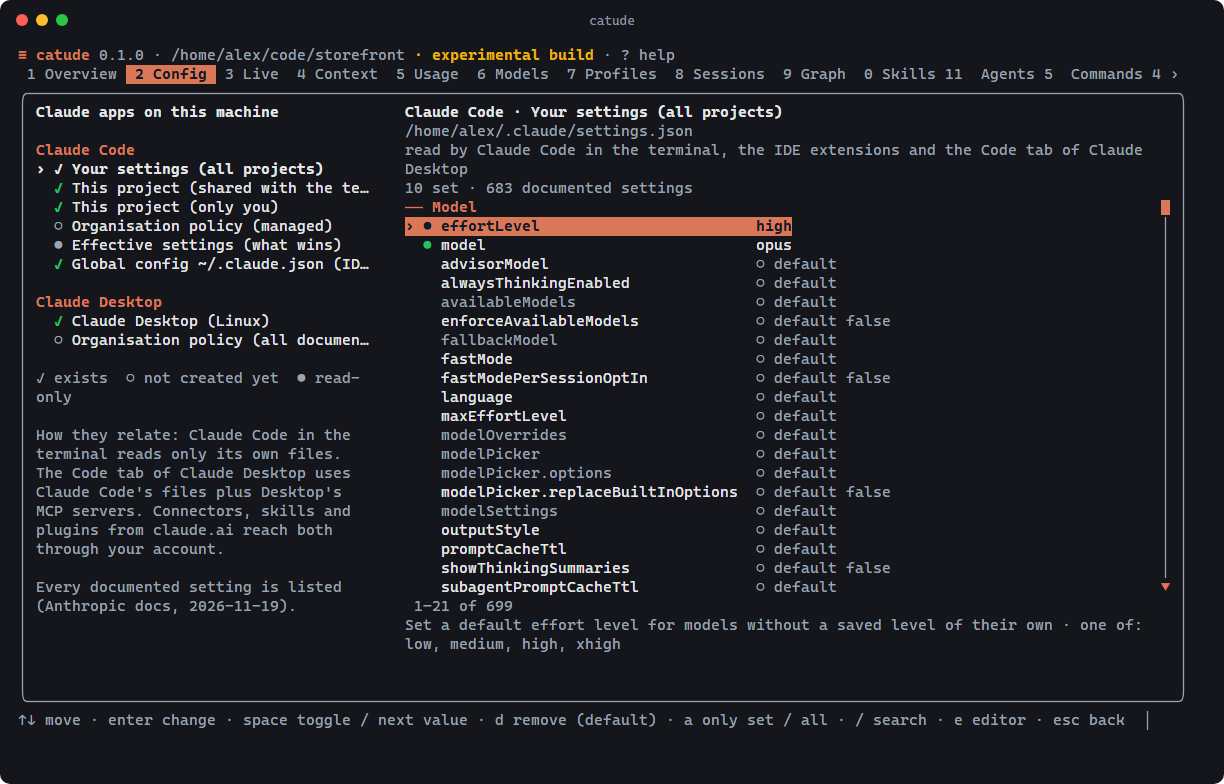 catude
≡ catude 0.1.0 · /home/alex/code/storefront · experimental build · ? help
1 Overview 2 Config 3 Live 4 Context 5 Usage 6 Models 7 Profiles 8 Sessions 9 Graph 0 Skills 11 Agents 5 Commands 4 ›
Claude apps on this machine
Claude Code
› ✓ Your settings (all projects)
✓ This project (shared with the te…
✓ This project (only you)
○ Organisation policy (managed)
● Effective settings (what wins)
✓ Global config ~/.claude.json (ID…
Claude Desktop
✓ Claude Desktop (Linux)
○ Organisation policy (all documen…
✓ exists ○ not created yet ● read-
only
How they relate: Claude Code in the
terminal reads only its own files.
The Code tab of Claude Desktop uses
Claude Code's files plus Desktop's
MCP servers. Connectors, skills and
plugins from claude.ai reach both
through your account.
Every documented setting is listed
(Anthropic docs, 2026-11-19).
Claude Code · Your settings (all projects)
/home/alex/.claude/settings.json
read by Claude Code in the terminal, the IDE extensions and the Code tab of Claude
Desktop
10 set · 683 documented settings
── Model
› ● effortLevel high
● model opus
advisorModel ○ default
alwaysThinkingEnabled ○ default
availableModels ○ default
enforceAvailableModels ○ default false
fallbackModel ○ default
fastMode ○ default
fastModePerSessionOptIn ○ default false
language ○ default
maxEffortLevel ○ default
modelOverrides ○ default
modelPicker ○ default
modelPicker.options ○ default
modelPicker.replaceBuiltInOptions ○ default false
modelSettings ○ default
outputStyle ○ default
promptCacheTtl ○ default
showThinkingSummaries ○ default false
subagentPromptCacheTtl ○ default
1–21 of 699
Set a default effort level for models without a saved level of their own · one of:
low, medium, high, xhigh
↑↓ move · enter change · space toggle / next value · d remove (default) · a only set / all · / search · e editor · esc back